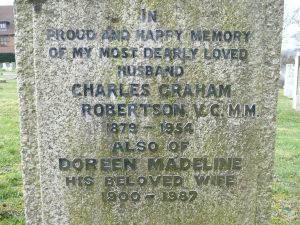 IN
PROUD AND HAPPY MEMORY
OF MY MOST DEARLY LOVED
HUSBAND
CHARLES GRAHAM
ROBERTSON, V.C. M.M.
1879 – 1954
ALSO OF
DOREEN MADELINE
HIS BELOVED WIFE
1900 – 1987